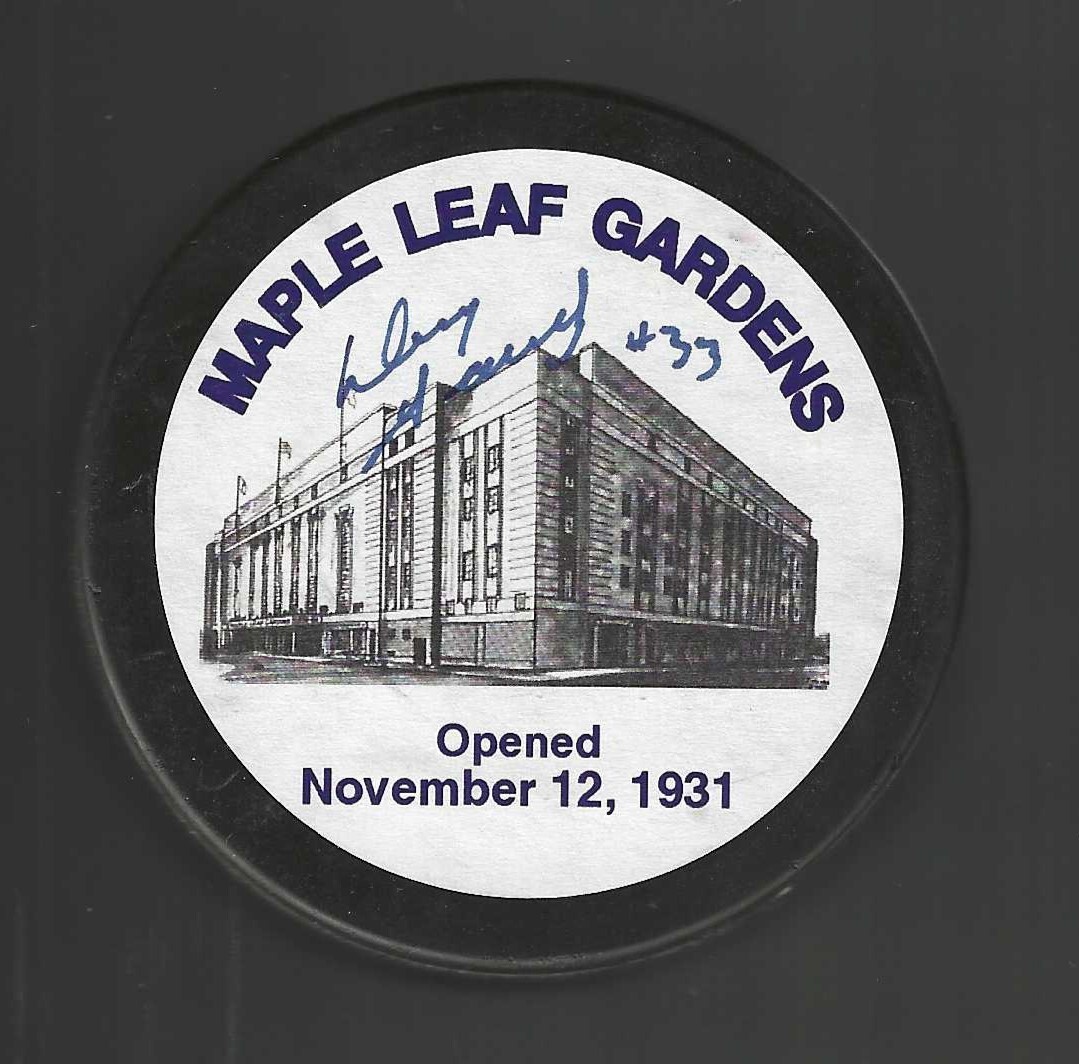 MAPLE LEAF GARDENS
#33
Opened
November 12, 1931